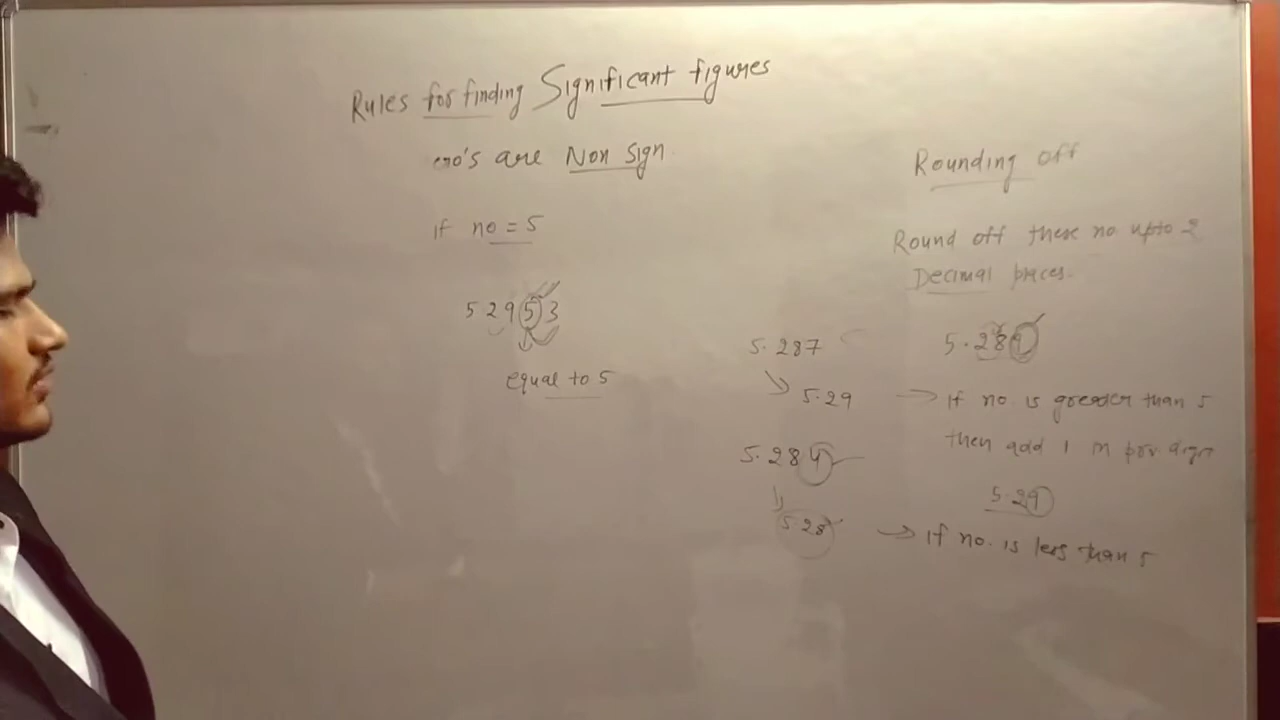 Rules for finding Significant figures
ero's are Non Sign.
if no = 5
5 2 9 5 3
equal to 5
Rounding off
Round off these no upto 2
Decimal places.
5.287
5.289
5.29
If no. is greater than 5
then add 1 in
5.284
5.29
5.28
If no. is less than 5